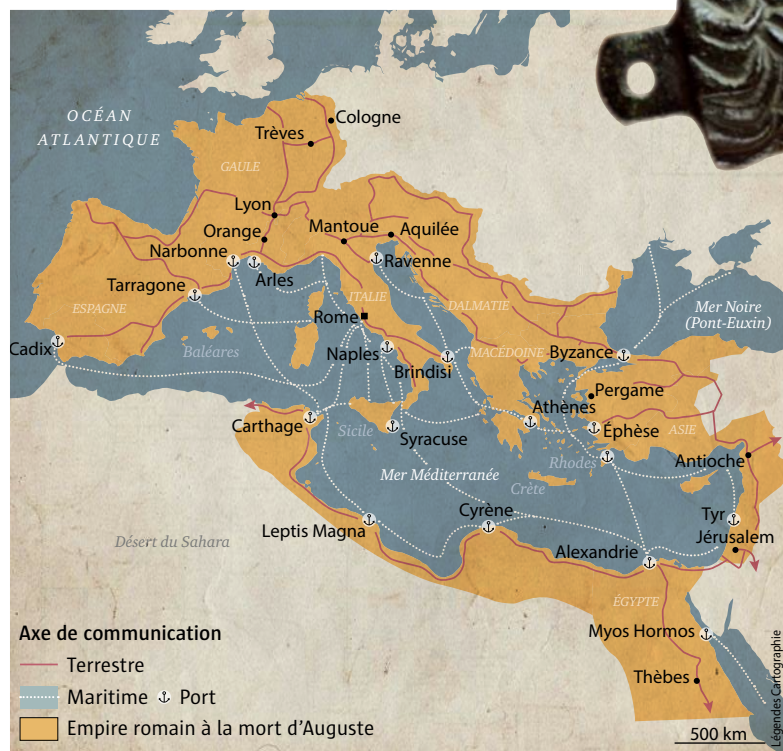 OCÉAN
ATLANTIQUE
Cologne
Trèves
GAULE
Lyon
Orange
Mantoue
Aquilée
Narbonne
Ravenne
Arles
Tarragone
ITALIE
ESPAGNE
DALMATIE
Mer Noire
(Pont-Euxin)
Rome
Cadix
Baléares
Naples
MACÉDOINE
Byzance
Brindisi
Pergame
Athènes
Carthage
Sicile
Éphèse
ASIE
Syracuse
Rhodes
Antioche
Mer Méditerranée
Crète
Cyrène
Tyr
Leptis Magna
Désert du Sahara
Jérusalem
Alexandrie
ÉGYPTE
Myos Hormos
Thèbes
Axe de communication
Terrestre
Maritime
Port
Empire romain à la mort d'Auguste
500 km
Légendes Cartographie